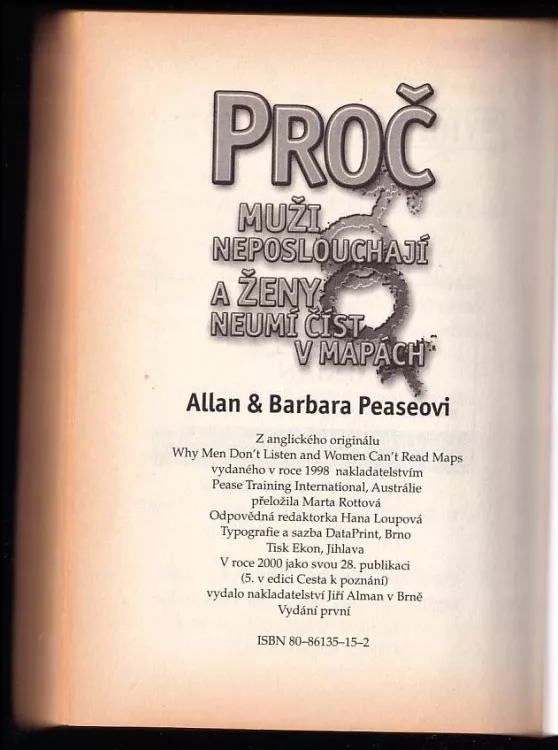 PROČ
MUŽI
NEPOSLOUCHAJÍ
A ŽENY
NEUMÍ ČÍST
V MAPÁCH
Allan & Barbara Peaseovi
Z anglického originálu
Why Men Don't Listen and Women Can't Read Maps
vydaného v roce 1998 nakladatelstvím
Pease Training International, Austrálie
přeložila Marta Rottová
Odpovědná redaktorka Hana Loupová
Typografie a sazba DataPrint, Brno
Tisk Ekon, Jihlava
V roce 2000 jako svou 28. publikaci
(5. v edici Cesta k poznání)
vydalo nakladatelství Jiří Alman v Brně
Vydání první
ISBN 80–86135–15–2